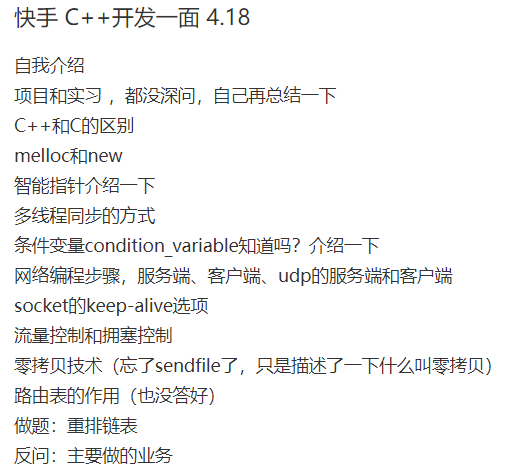 快手 C++开发一面 4.18
自我介绍
项目和实习 ，都没深问，自己再总结一下
C++和C的区别
melloc和new
智能指针介绍一下
多线程同步的方式
条件变量condition_variable知道吗？介绍一下
网络编程步骤，服务端、客户端、udp的服务端和客户端
socket的keep-alive选项
流量控制和拥塞控制
零拷贝技术（忘了sendfile了，只是描述了一下什么叫零拷贝）
路由表的作用（也没答好）
做题：重排链表
反问：主要做的业务